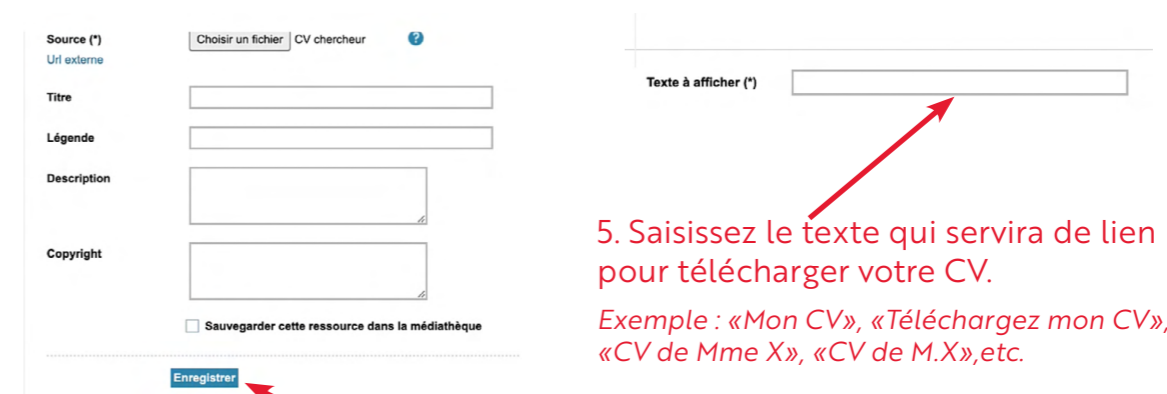 Source (*)
Choisir un fichier CV chercheur ?
Url externe
Titre
Légende
Description
Copyright
Sauvegarder cette ressource dans la médiathèque
Enregistrer
Texte à afficher (*)
5. Saisissez le texte qui servira de lien
pour télécharger votre CV.
Exemple : «Mon CV», «Téléchargez mon CV»,
«CV de Mme X», «CV de M.X»,etc.